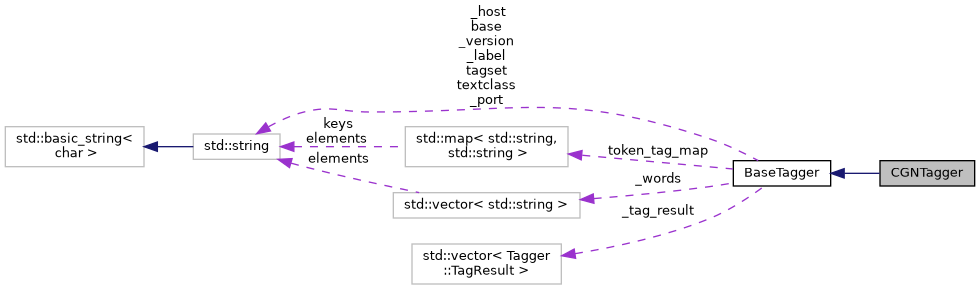 _host
base
_version
_label
tagset
textclass
_port
keys
elements
elements
std::basic_string<
char >
std::string
std::map< std::string,
std::string >
token_tag_map
BaseTagger
CGNTagger
_words
std::vector< std::string >
_tag_result
std::vector< Tagger
::TagResult >